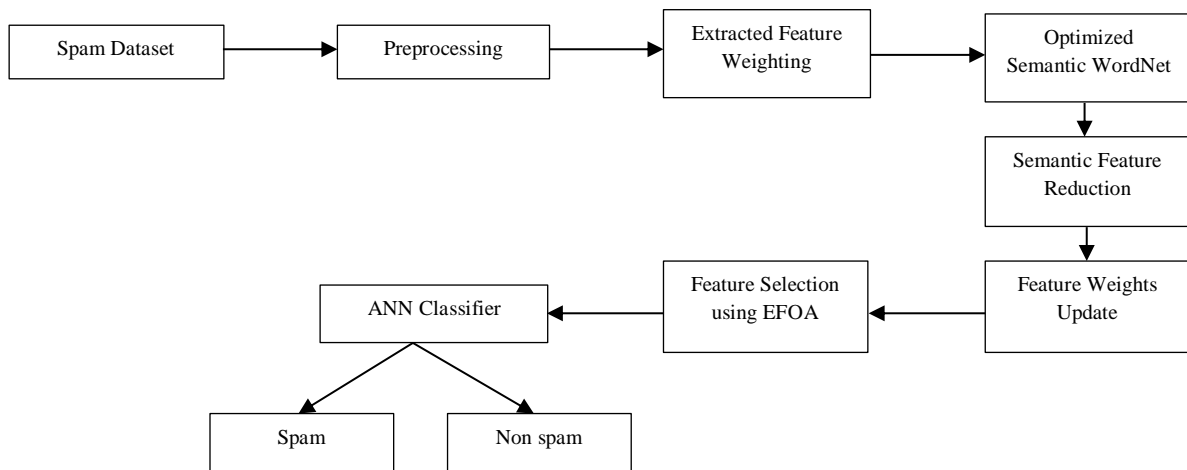 Spam Dataset
Preprocessing
Extracted Feature
Weighting
Optimized
Semantic WordNet
Semantic Feature
Reduction
Feature Weights
Update
Feature Selection
using EFOA
ANN Classifier
Spam
Non spam